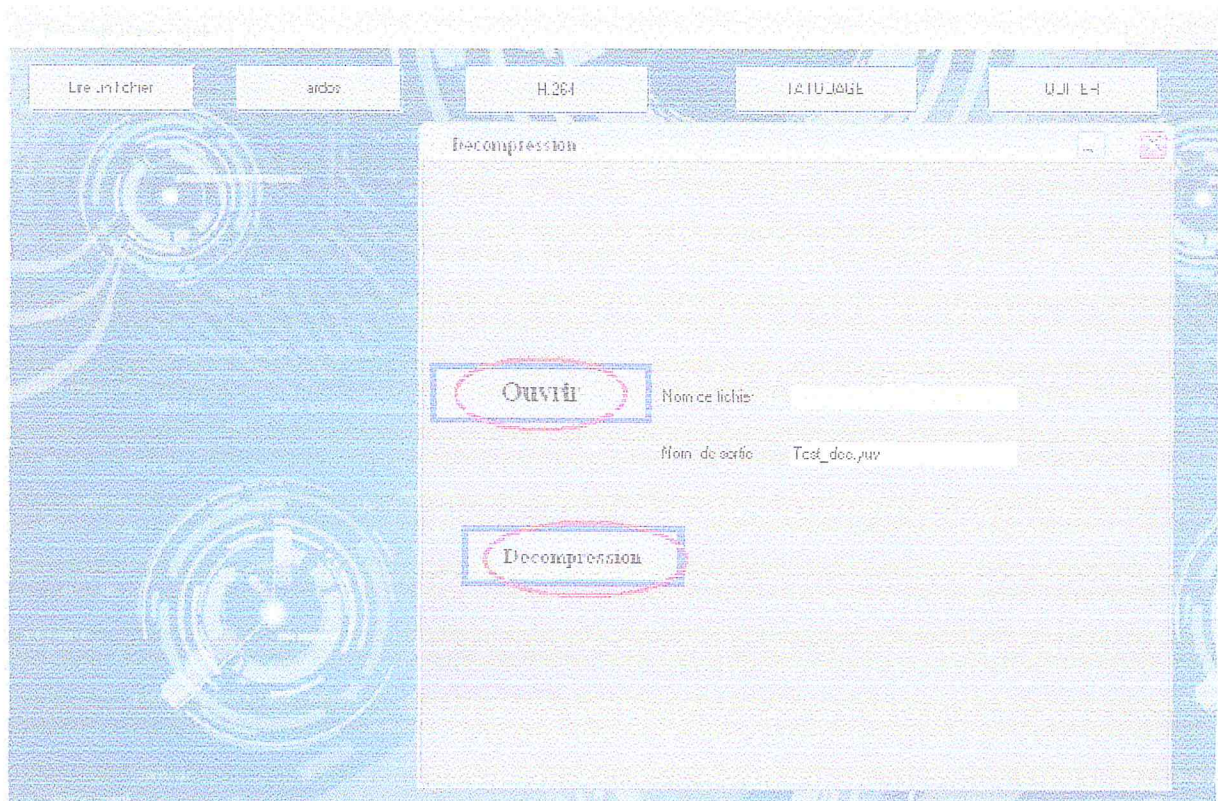 Lire un fichier
H.264
TATOUAGE
QUITTER
Decompression
Ouvrir
Nom de fichier
Nom de sortie Test_dec.yuv
Decompression